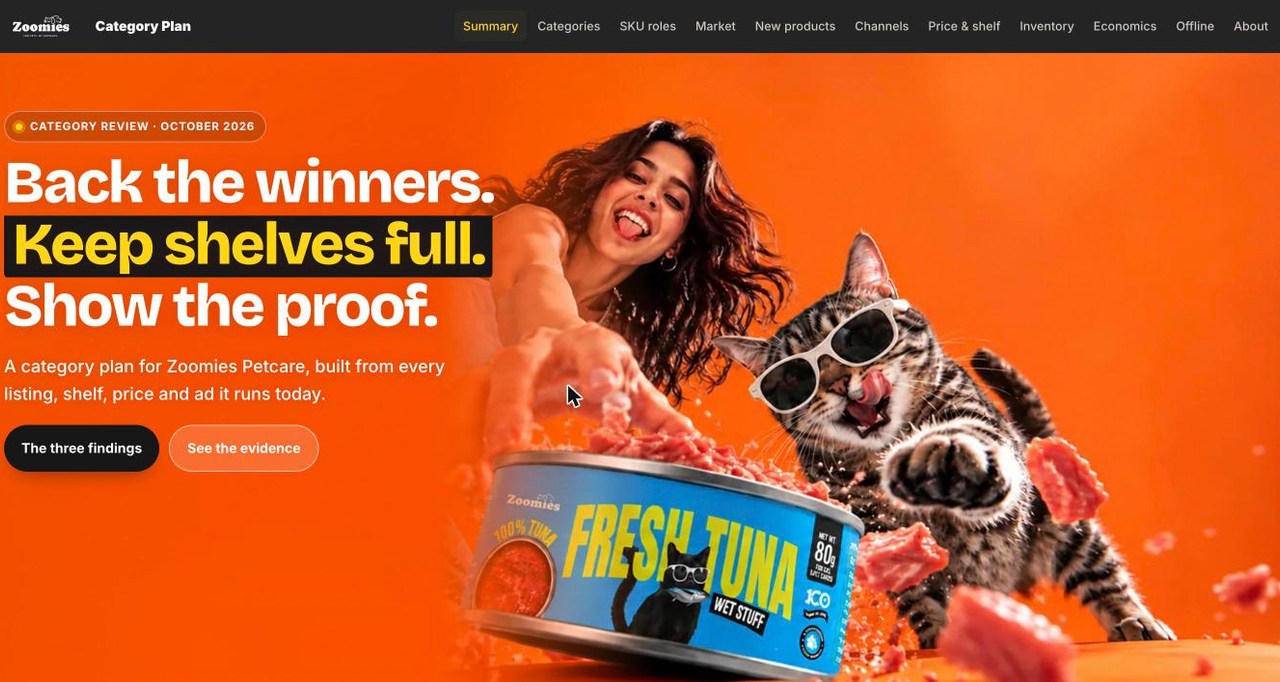 Zoomies
Category Plan
Summary
Categories
SKU roles
Market
New products
Channels
Price & shelf
Inventory
Economics
Offline
About
CATEGORY REVIEW · OCTOBER 2026
Back the winners.
Keep shelves full.
Show the proof.
A category plan for Zoomies Petcare, built from every
listing, shelf, price and ad it runs today.
The three findings
See the evidence
Zoomies
100% TUNA
FRESH TUNA
WET STUFF
NET WT
80g